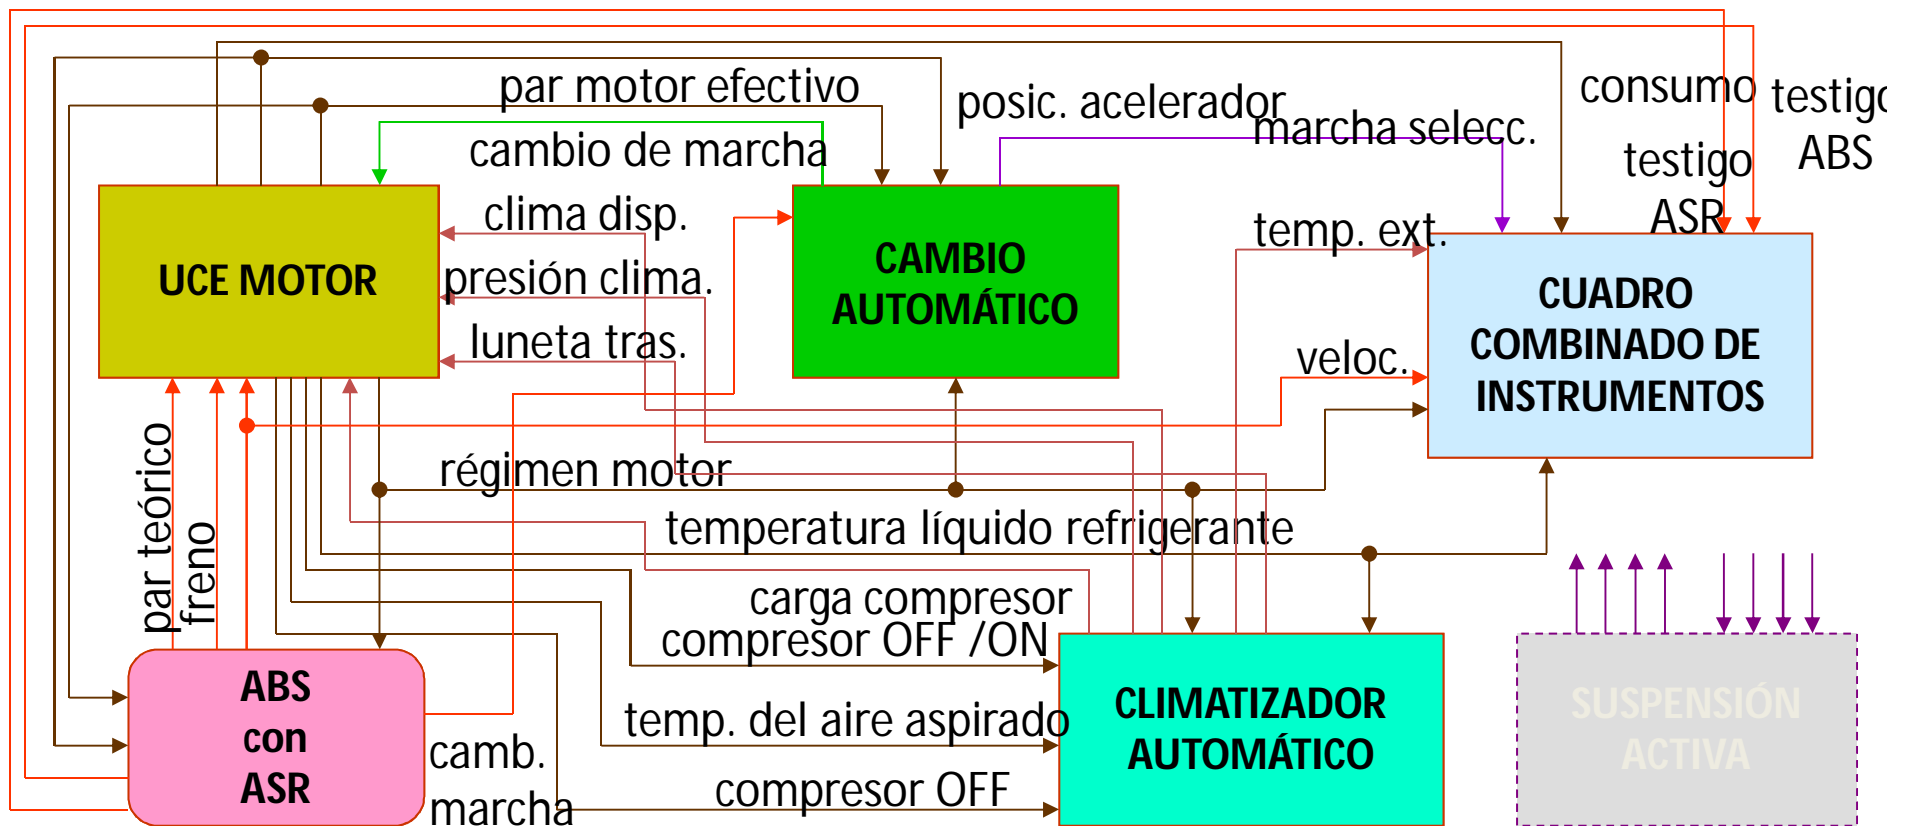 par motor efectivo
posic. acelerador
consumo
testigo
ABS
cambio de marcha
marcha selecc.
testigo
ASR
clima disp.
temp. ext.
UCE MOTOR
presión clima.
CAMBIO
AUTOMÁTICO
CUADRO
COMBINADO DE
INSTRUMENTOS
luneta tras.
veloc.
régimen motor
par teórico
freno
temperatura líquido refrigerante
carga compresor
compresor OFF /ON
ABS
con
ASR
temp. del aire aspirado
CLIMATIZADOR
AUTOMÁTICO
SUSPENSIÓN
ACTIVA
camb.
marcha
compresor OFF